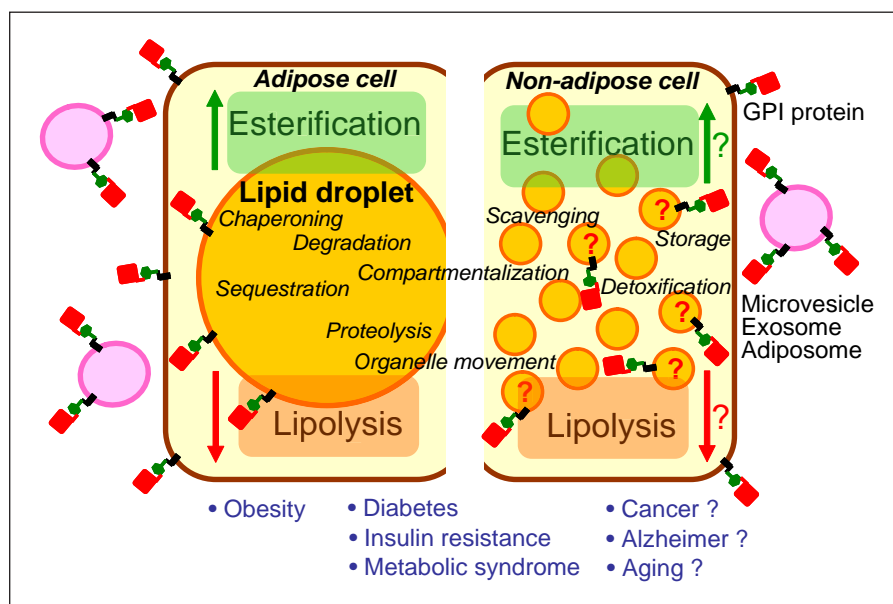 Adipose cell
Non-adipose cell
GPI protein
Esterification
Esterification
?
Lipid droplet
Chaperoning
Degradation
Compartmentalization
Sequestration
Proteolysis
Organelle movement
Scavenging
?
Storage
?
Detoxification
?
?
?
Microvesicle
Exosome
Adiposome
Lipolysis
Lipolysis
?
• Obesity
• Diabetes
• Insulin resistance
• Metabolic syndrome
• Cancer ?
• Alzheimer ?
• Aging ?